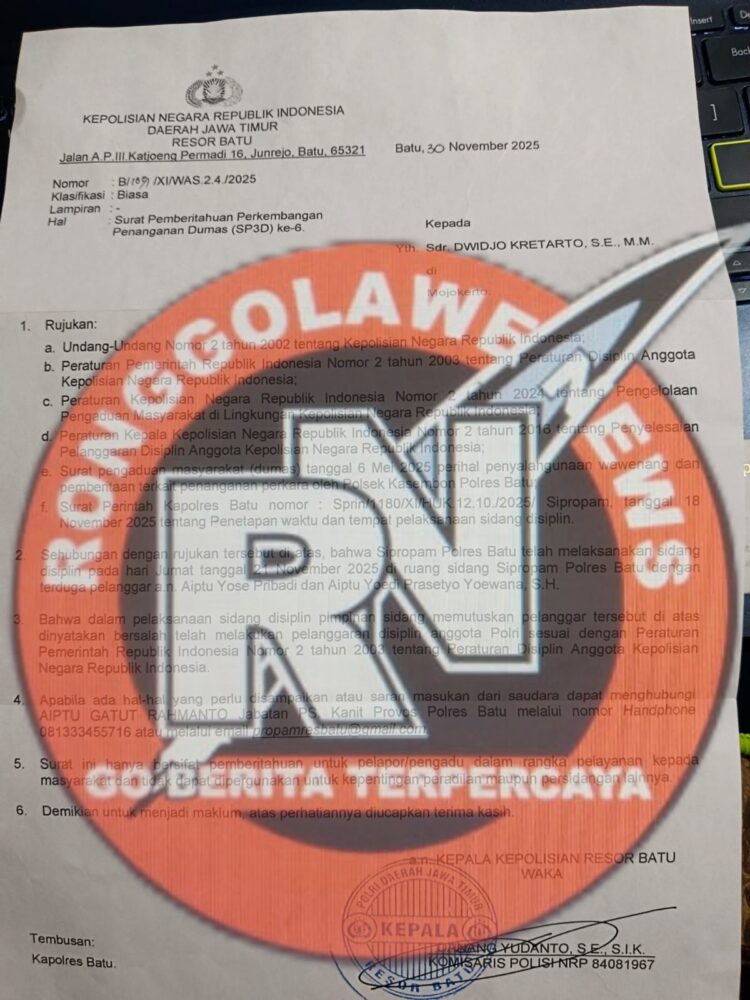 KEPOLISIAN NEGARA REPUBLIK INDONESIA
DAERAH JAWA TIMUR
RESOR BATU
Jalan A.P.III Katjoeng Permadi 16, Junrejo, Batu, 65321
Batu, 30 November 2025
Nomor : B/ /XI/WAS.2.4./2025
Klasifikasi : Biasa
Lampiran : -
Hal : Surat Pemberitahuan Perkembangan
Penanganan Dumas (SP3D) ke-6.
Kepada
Yth. Sdr. DWIDJO KRETARTO, S.E., M.M.
di
Mojokerto.
1. Rujukan:
a. Undang-Undang Nomor 2 tahun 2002 tentang Kepolisian Negara Republik Indonesia;
b. Peraturan Pemerintah Republik Indonesia Nomor 2 tahun 2003 tentang Peraturan Disiplin Anggota
Kepolisian Negara Republik Indonesia;
c. Peraturan Kepolisian Negara Republik Indonesia Nomor 2 tahun 2024 tentang Pengelolaan
Pengaduan Masyarakat di Lingkungan Kepolisian Negara Republik Indonesia
d. Peraturan Kepala Kepolisian Negara Republik Indonesia Nomor 2 tahun 2016 tentang Penyelesaian
Pelanggaran Disiplin Anggota Kepolisian Negara Republik Indonesia;
e. Surat pengaduan masyarakat (dumas) tanggal 6 Mei 2025 perihal penyalahgunaan wewenang dan
pemberitaan terkait penanganan perkara oleh Polsek Kasembon Polres Batu
f. Surat Perintah Kapolres Batu nomor : Sprin/1180/XI/HUK.12.10./2025/ Sipropam, tanggal 18
November 2025 tentang Penetapan waktu dan tempat pelaksanaan sidang disiplin.
2. Sehubungan dengan rujukan tersebut di atas, bahwa Sipropam Polres Batu telah melaksanakan sidang
disiplin pada hari Jumat tanggal 21 November 2025 di ruang sidang Sipropam Polres Batu dengan
terduga pelanggar a.n. Aiptu Yose Pribadi dan Aiptu Yoedi Prasetyo Yoewana, S.H.
3. Bahwa dalam pelaksanaan sidang disiplin pimpinan sidang memutuskan pelanggar tersebut di atas
dinyatakan bersalah telah melakukan pelanggaran disiplin anggota Polri sesuai dengan Peraturan
Pemerintah Republik Indonesia Nomor 2 tahun 2003 tentang Peraturan Disiplin Anggota Kepolisian
Negara Republik Indonesia.
4. Apabila ada hal-hal yang perlu disampaikan atau saran masukan dari saudara dapat menghubungi
AIPTU GATUT RAHMANTO Jabatan PS. Kanit Provos Polres Batu melalui nomor Handphone
081333455716 atau melalui email propamresbatu@gmail.com
5. Surat ini hanya bersifat pemberitahuan untuk pelapor/pengadu dalam rangka pelayanan kepada
masyarakat dan tidak dapat dipergunakan untuk kepentingan peradilan maupun persidangan lainnya.
6. Demikian untuk menjadi maklum, atas perhatiannya diucapkan terima kasih.
a.n. KEPALA KEPOLISIAN RESOR BATU
WAKA
POLRI DAERAH JAWA TIMUR
KEPALA
RESOR BATU
DANANG YUDANTO, S.E., S.I.K.
KOMISARIS POLISI NRP 84081967
Tembusan:
Kapolres Batu.
RONGGOLAWE NEWS
RN
Insert